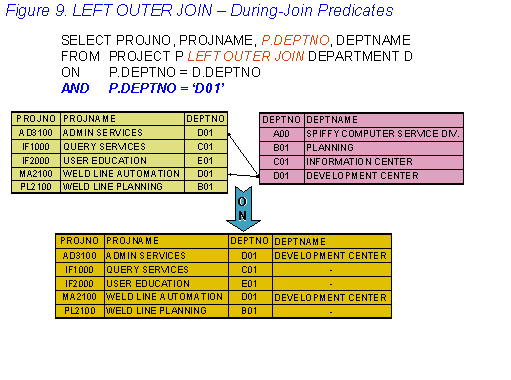 Figure 9. LEFT OUTER JOIN – During-Join Predicates
SELECT PROJNO, PROJNAME, P.DEPTNO, DEPTNAME
FROM PROJECT P LEFT OUTER JOIN DEPARTMENT D
ON P.DEPTNO = D.DEPTNO
AND P.DEPTNO = ‘D01’
PROJNO PROJNAME DEPTNO
AD3100 ADMIN SERVICES D01
IF1000 QUERY SERVICES C01
IF2000 USER EDUCATION E01
MA2100 WELD LINE AUTOMATION D01
PL2100 WELD LINE PLANNING B01
DEPTNO DEPTNAME
A00 SPIFFY COMPUTER SERVICE DIV.
B01 PLANNING
C01 INFORMATION CENTER
D01 DEVELOPMENT CENTER
O
N
PROJNO PROJNAME DEPTNO DEPTNAME
AD3100 ADMIN SERVICES D01 DEVELOPMENT CENTER
IF1000 QUERY SERVICES C01 -
IF2000 USER EDUCATION E01 -
MA2100 WELD LINE AUTOMATION D01 DEVELOPMENT CENTER
PL2100 WELD LINE PLANNING B01 -